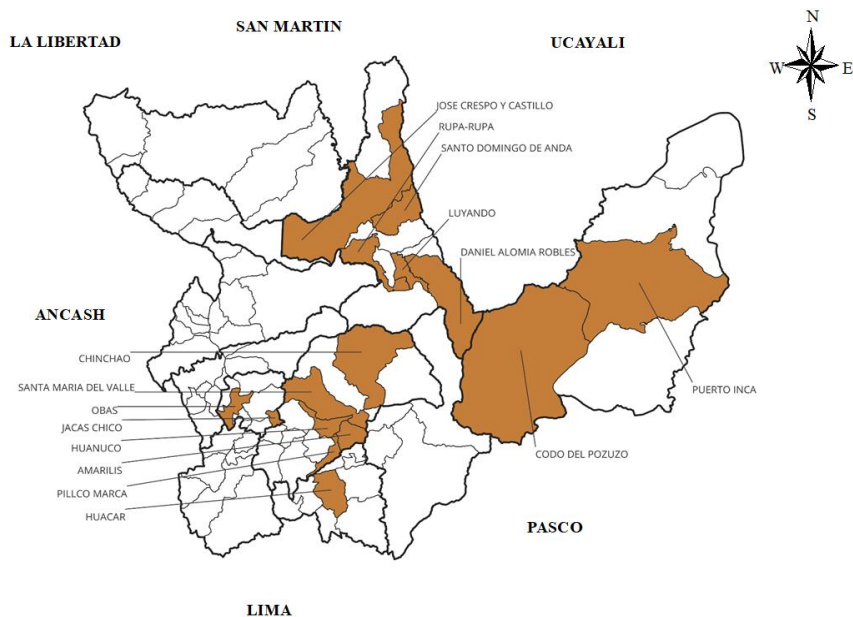 SAN MARTIN
N
LA LIBERTAD
UCAYALI
W
E
S
JOSE CRESPO Y CASTILLO
RUPA-RUPA
SANTO DOMINGO DE ANDA
LUYANDO
DANIEL ALOMIA ROBLES
ANCASH
CHINCHAO
SANTA MARIA DEL VALLE
PUERTO INCA
OBAS
JACAS CHICO
HUANUCO
CODO DEL POZUZO
AMARILIS
PILLCO MARCA
HUACAR
PASCO
LIMA